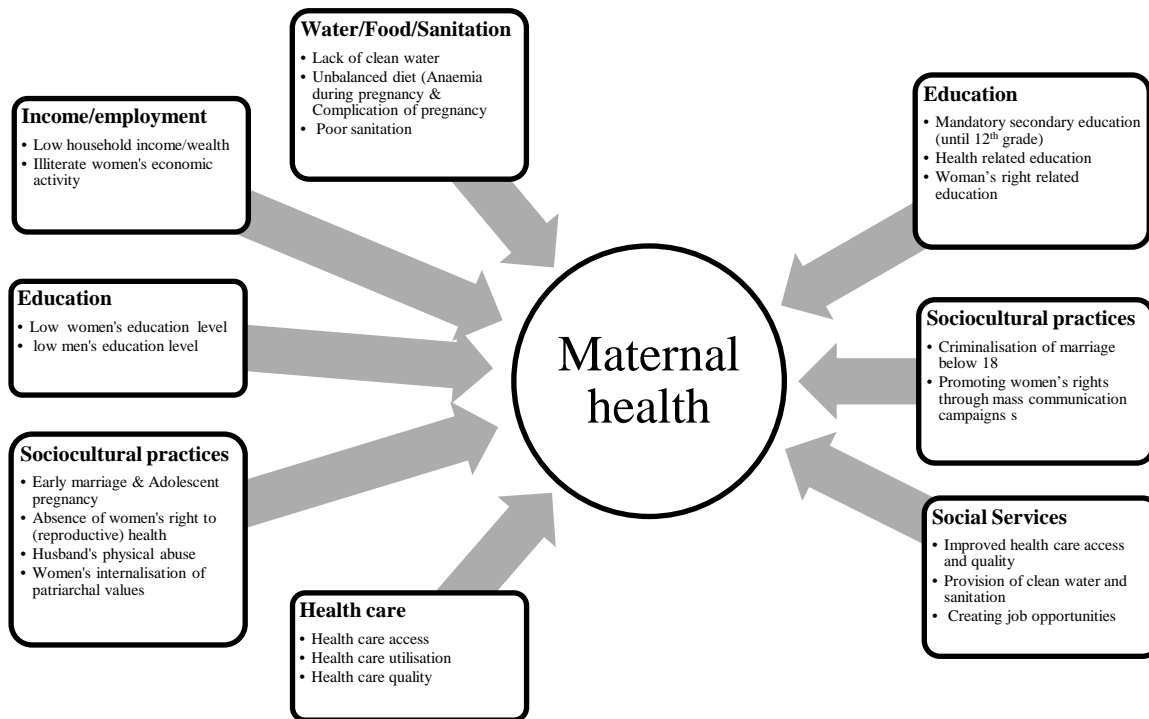 Water/Food/Sanitation
• Lack of clean water
• Unbalanced diet (Anaemia
during pregnancy &
Complication of pregnancy
• Poor sanitation
Income/employment
• Low household income/wealth
• Illiterate women's economic
activity
Education
• Low women's education level
• low men's education level
Sociocultural practices
• Early marriage & Adolescent
pregnancy
• Absence of women's right to
(reproductive) health
• Husband's physical abuse
• Women's internalisation of
patriarchal values
Health care
• Health care access
• Health care utilisation
• Health care quality
Maternal
health
Education
• Mandatory secondary education
(until 12th grade)
• Health related education
• Woman’s right related
education
Sociocultural practices
• Criminalisation of marriage
below 18
• Promoting women’s rights
through mass communication
campaigns s
Social Services
• Improved health care access
and quality
• Provision of clean water and
sanitation
• Creating job opportunities